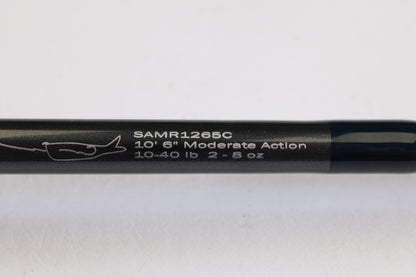 SAMR1265C
10' 6" Moderate Action
10-40 lb 2 - 8 oz